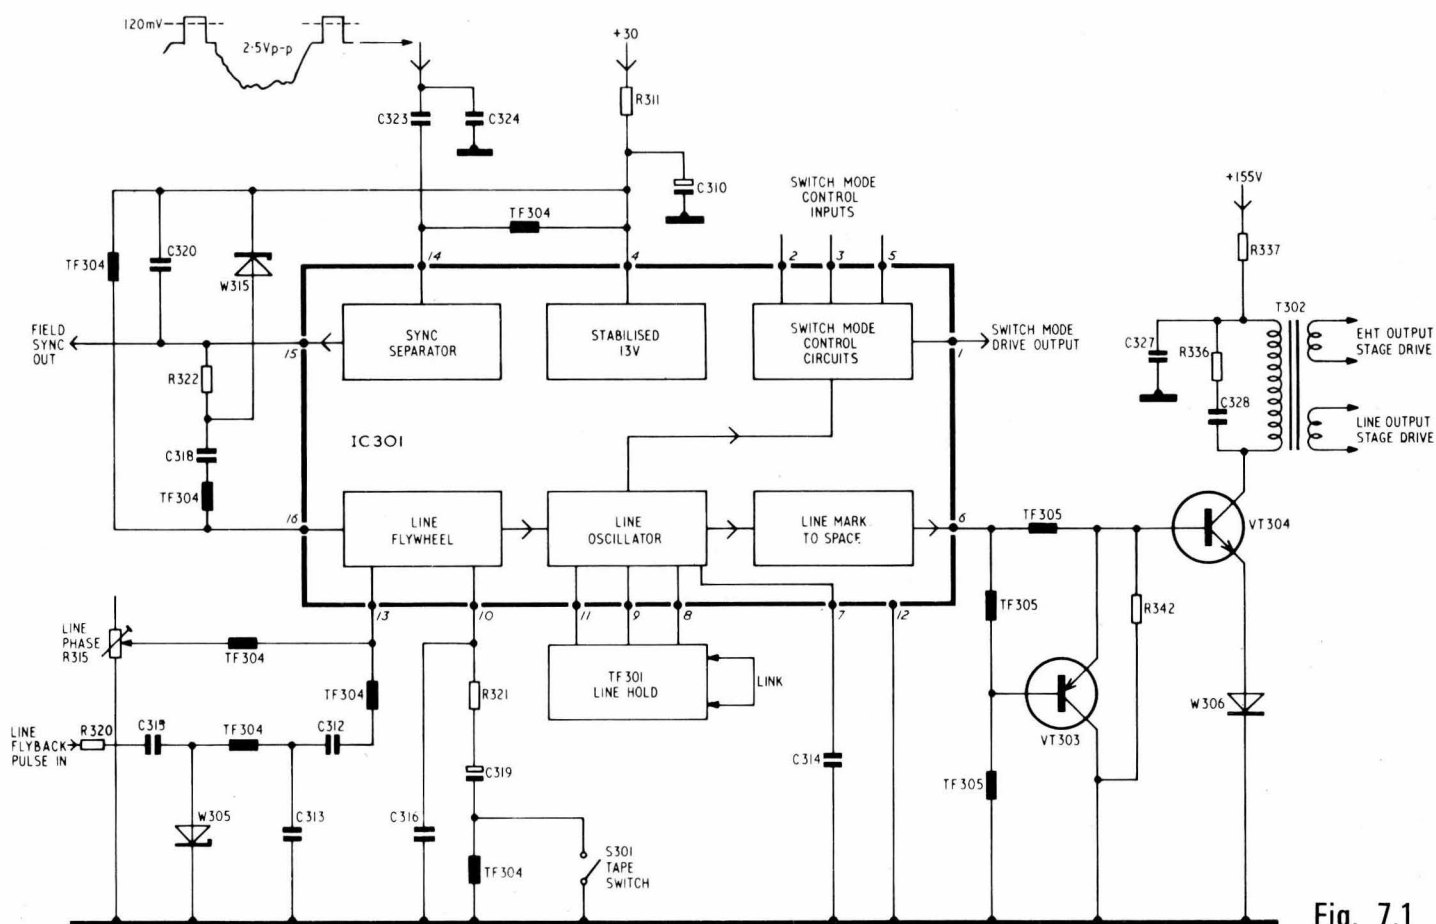 120mV
2·5Vp-p
+30
R311
C323
C324
C310
SWITCH MODE
CONTROL
INPUTS
+155V
R337
TF304
TF304
C320
W315
14
4
2
3
5
T302
FIELD
SYNC
OUT
15
SYNC
SEPARATOR
STABILISED
13V
SWITCH MODE
CONTROL
CIRCUITS
1
SWITCH MODE
DRIVE OUTPUT
C327
R336
C328
EHT OUTPUT
STAGE DRIVE
LINE OUTPUT
STAGE DRIVE
R322
C318
TF304
IC301
16
LINE
FLYWHEEL
LINE
OSCILLATOR
LINE MARK
TO SPACE
6
TF305
VT304
13
10
11
9
8
7
12
LINE
PHASE
R315
TF304
TF304
R321
TF301
LINE HOLD
LINK
TF305
R342
VT303
W306
LINE
FLYBACK
PULSE IN
R320
C315
TF304
C312
C319
C314
TF305
W305
C313
C316
TF304
S301
TAPE
SWITCH
Fig. 7.1